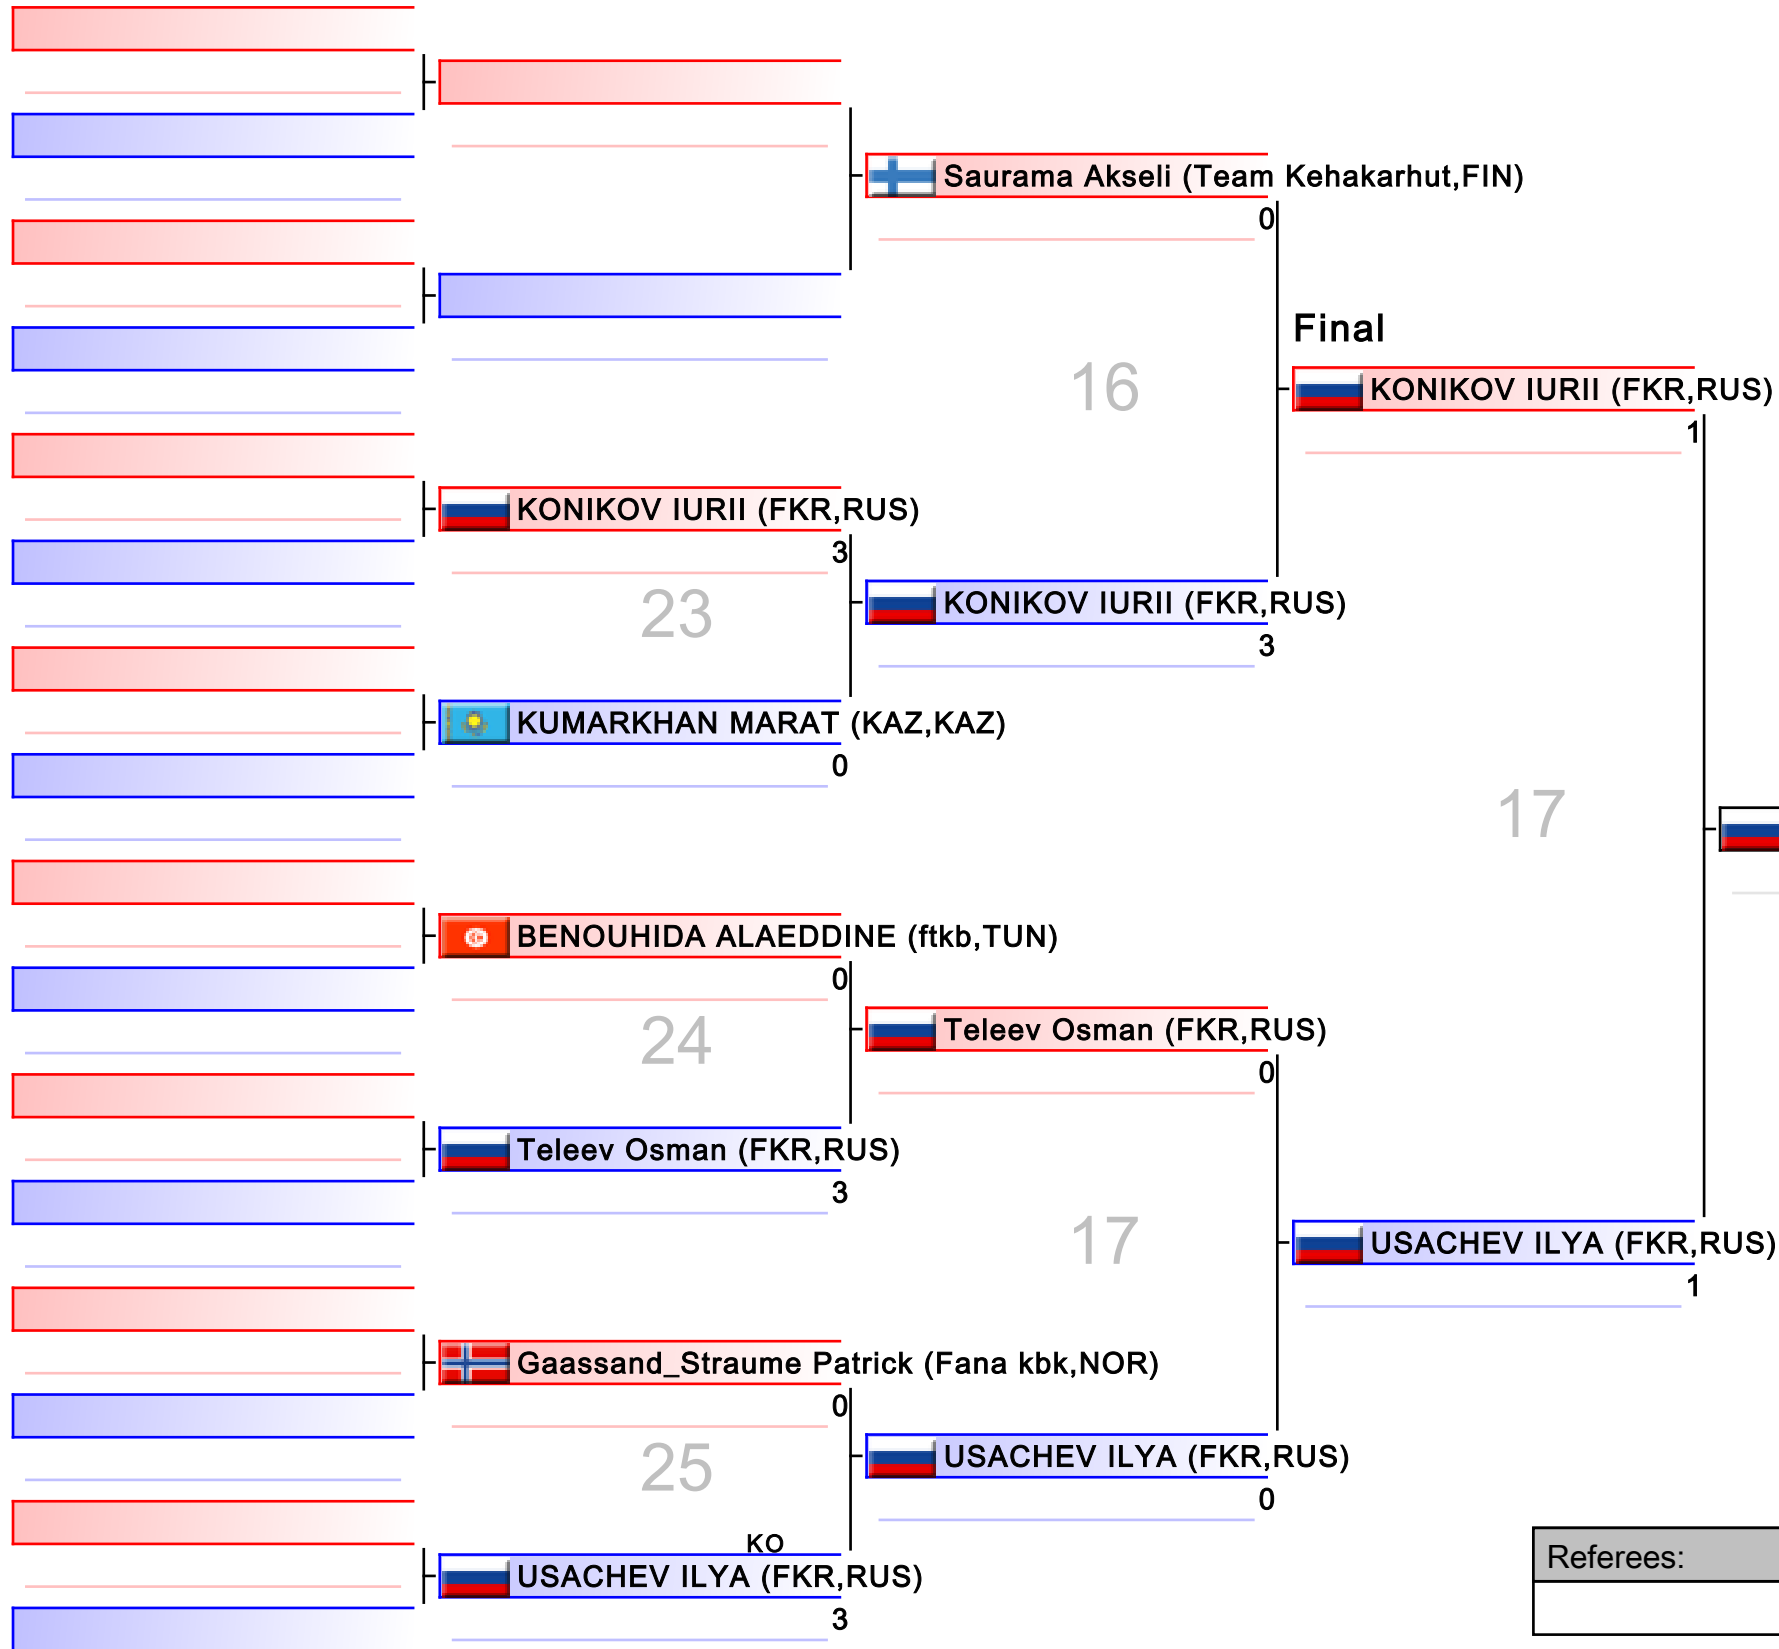 Saurama Akseli (Team Kehakarhut,FIN)
0
Final
16
KONIKOV IURII (FKR,RUS)
1
KONIKOV IURII (FKR,RUS)
3
23
KONIKOV IURII (FKR,RUS)
3
KUMARKHAN MARAT (KAZ,KAZ)
0
17
BENOUHIDA ALAEDDINE (ftkb,TUN)
0
24
Teleev Osman (FKR,RUS)
0
Teleev Osman (FKR,RUS)
3
17
USACHEV ILYA (FKR,RUS)
1
Gaassand_Straume Patrick (Fana kbk,NOR)
0
25
USACHEV ILYA (FKR,RUS)
0
KO
USACHEV ILYA (FKR,RUS)
3
Referees: